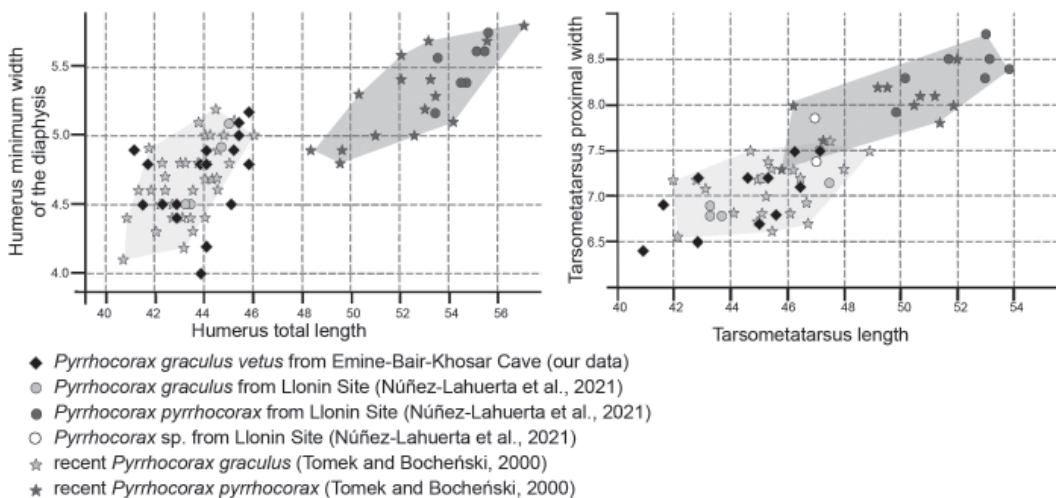 Humerus minimum width
of the diaphysis
5.5
5.0
4.5
4.0
40 42 44 46 48 50 52 54 56
Humerus total length
Tarsometatarsus proximal width
8.5
8.0
7.5
7.0
6.5
40 42 44 46 48 50 52 54
Tarsometatarsus length
Pyrrhocorax graculus vetus from Emine-Bair-Khosar Cave (our data)
Pyrrhocorax graculus from Llonin Site (Núñez-Lahuerta et al., 2021)
Pyrrhocorax pyrrhocorax from Llonin Site (Núñez-Lahuerta et al., 2021)
Pyrrhocorax sp. from Llonin Site (Núñez-Lahuerta et al., 2021)
recent Pyrrhocorax graculus (Tomek and Bocheński, 2000)
recent Pyrrhocorax pyrrhocorax (Tomek and Bocheński, 2000)